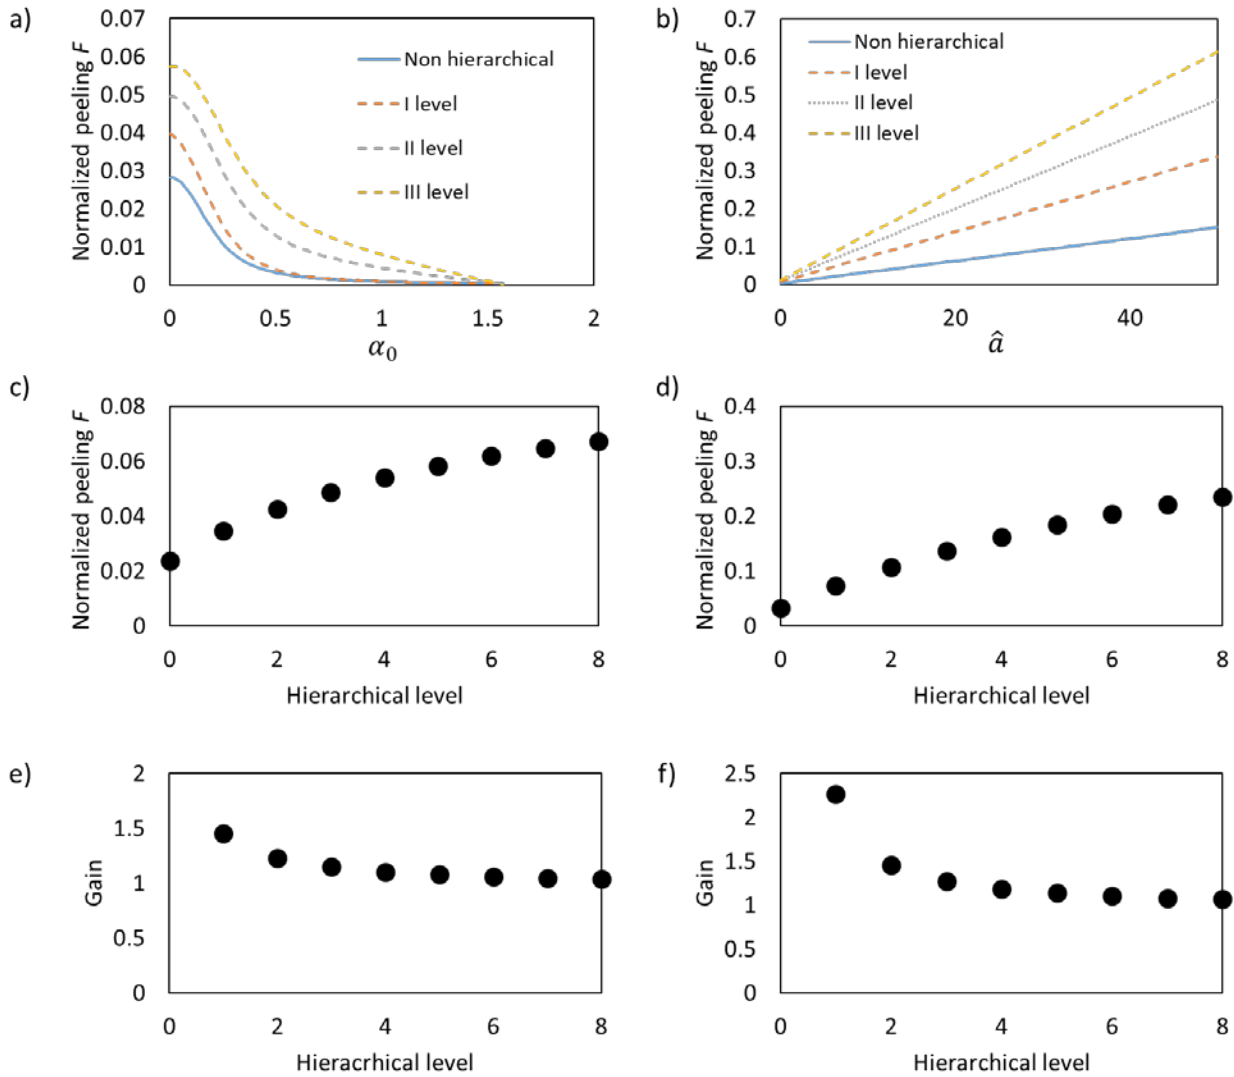 a)
Normalized peeling F
0.07
0.06
0.05
0.04
0.03
0.02
0.01
0
Non hierarchical
I level
II level
III level
0
0.5
1
1.5
2
α₀
b)
Normalized peeling F
0.7
0.6
0.5
0.4
0.3
0.2
0.1
0
Non hierarchical
I level
II level
III level
0
20
40
â
c)
Normalized peeling F
0.08
0.06
0.04
0.02
0
0
2
4
6
8
Hierarchical level
d)
Normalized peeling F
0.4
0.3
0.2
0.1
0
0
2
4
6
8
Hierarchical level
e)
Gain
2
1.5
1
0.5
0
0
2
4
6
8
Hieracrhical level
f)
Gain
2.5
2
1.5
1
0.5
0
0
2
4
6
8
Hierarchical level